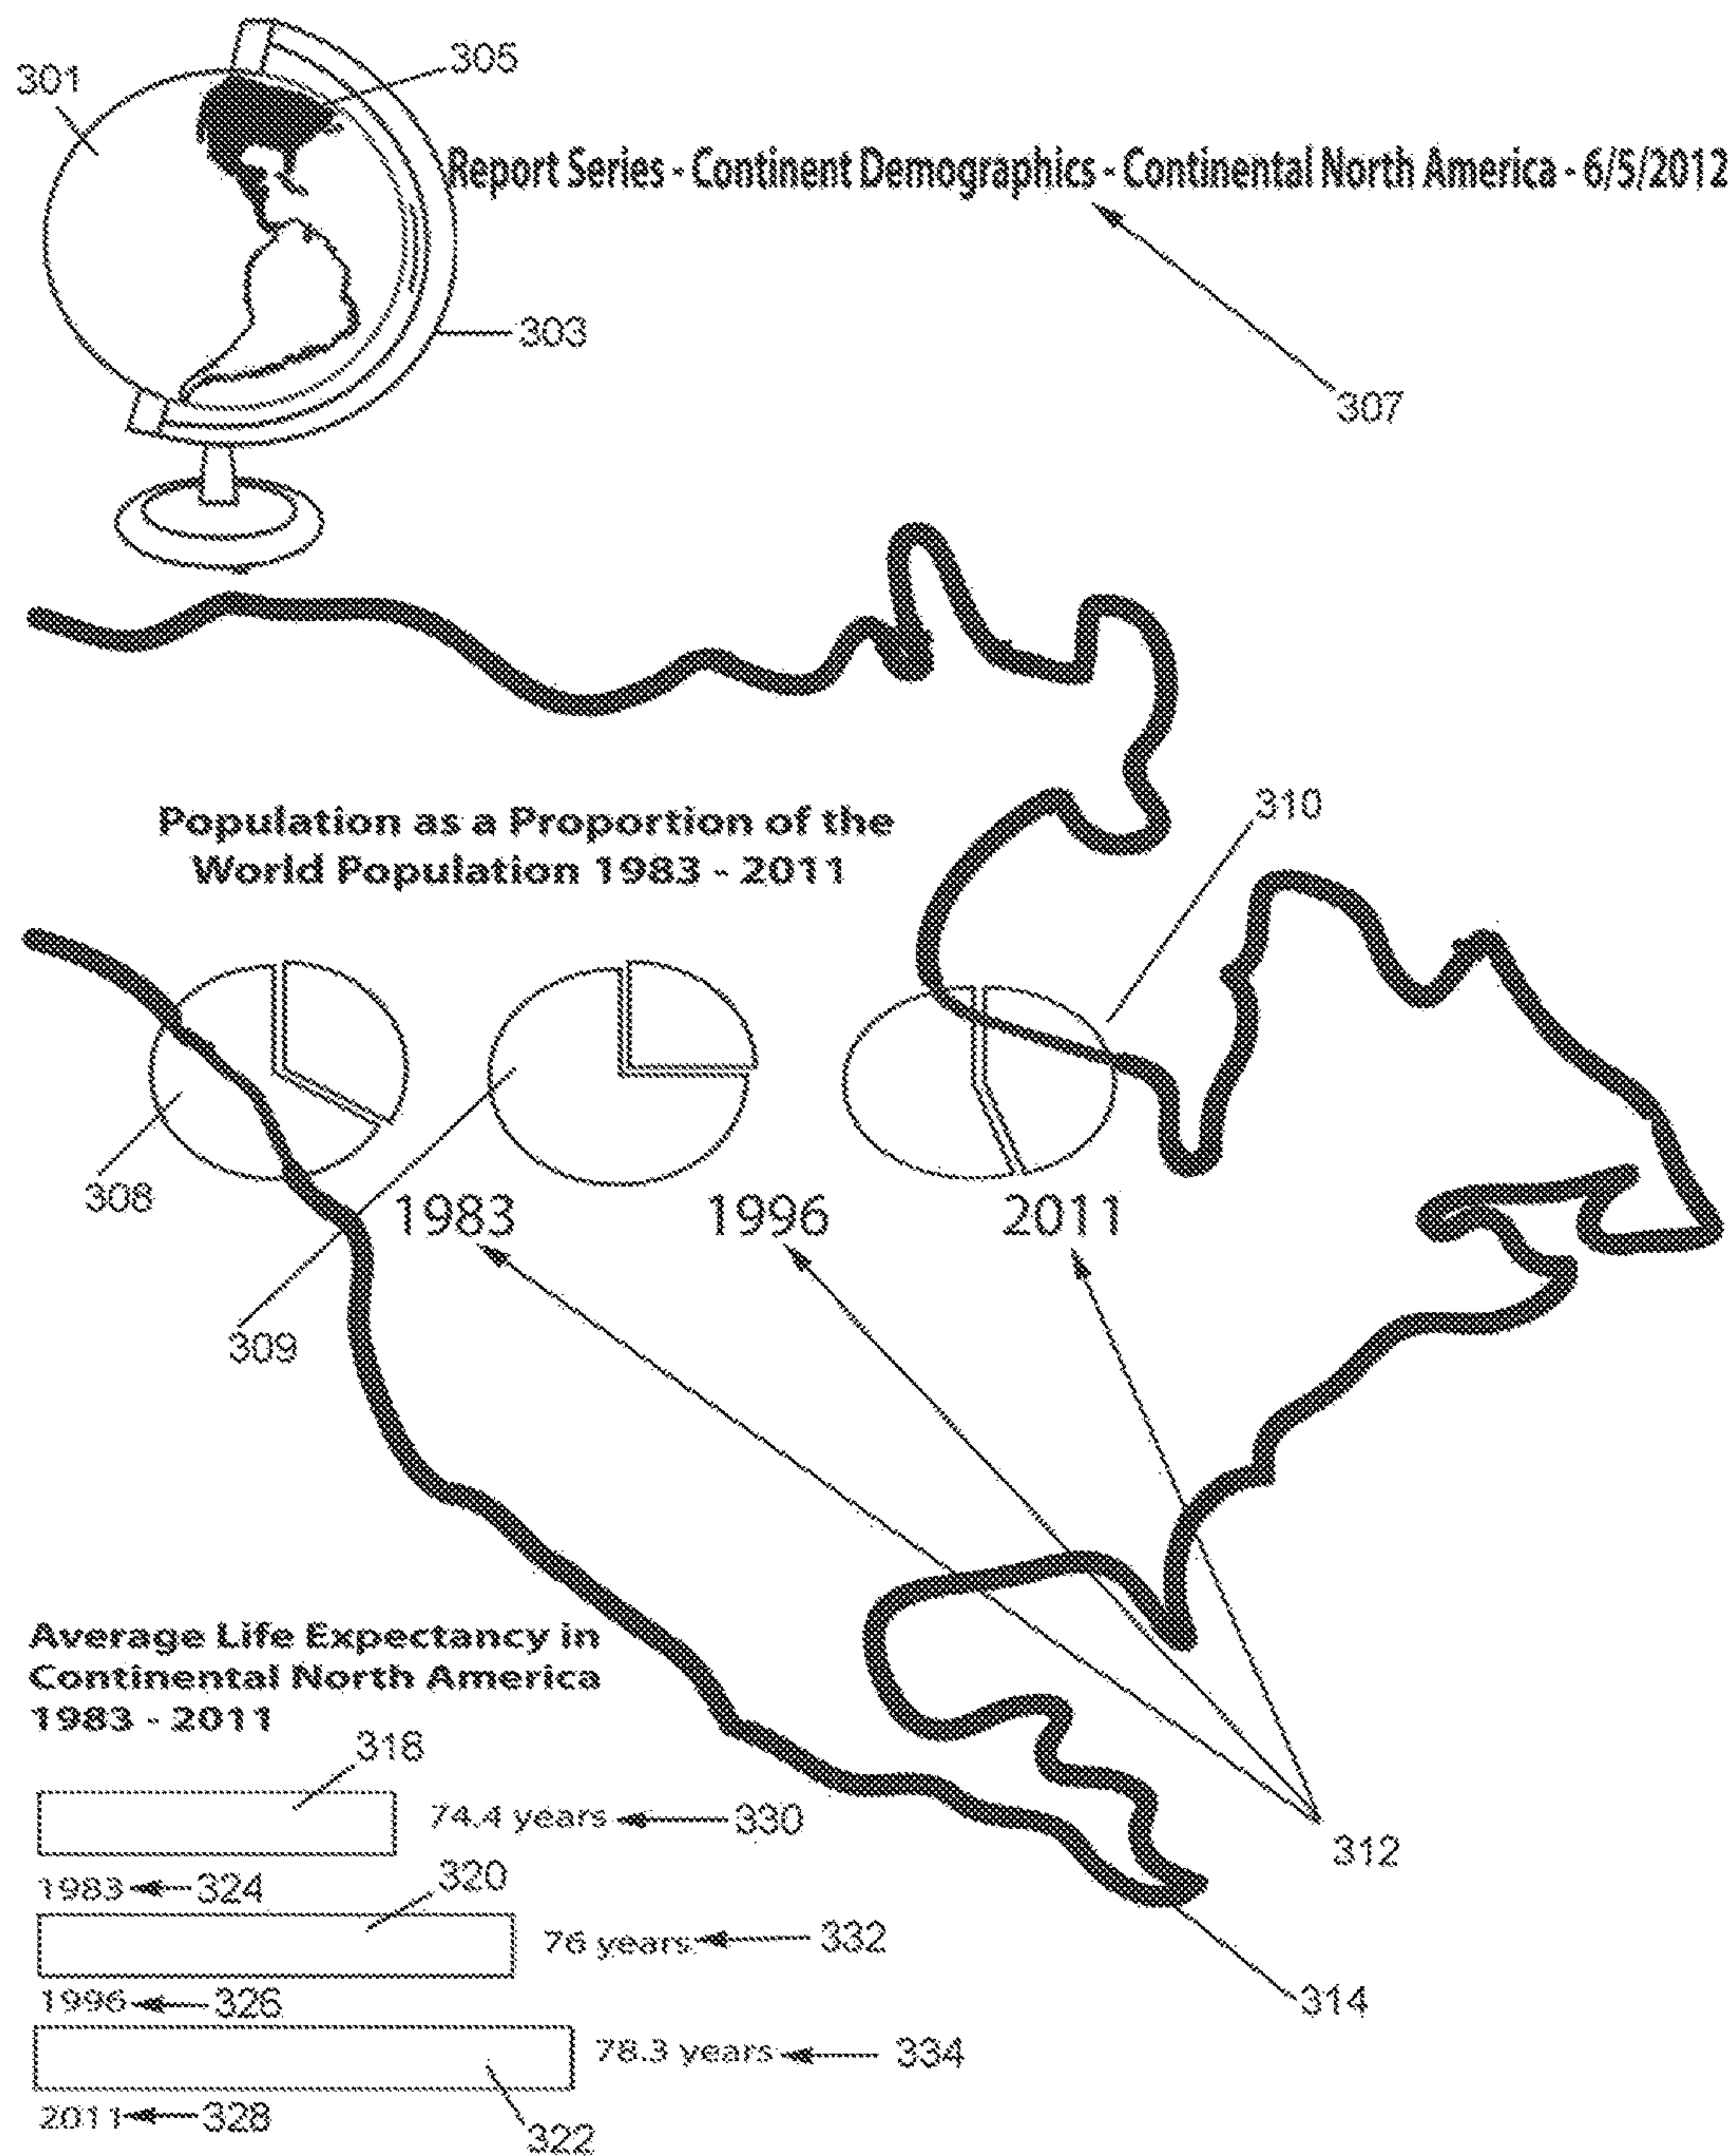 305
301
Report Series - Continent Demographics - Continental North America - 6/5/2012
303
307
310
Population as a Proportion of the
World Population 1983 - 2011
308
1983 1996 2011
309
Average Life Expectancy in
Continental North America
1983 - 2011
318
74.4 years 330
312
1983 324
320
76 years 332
1996 326
314
78.3 years 334
2011 328
322